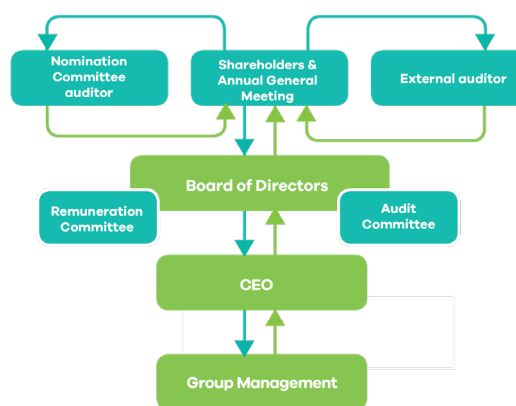 Nomination
Committee
auditor
Shareholders &
Annual General
Meeting
External auditor
Board of Directors
Remuneration
Committee
Audit
Committee
CEO
Group Management